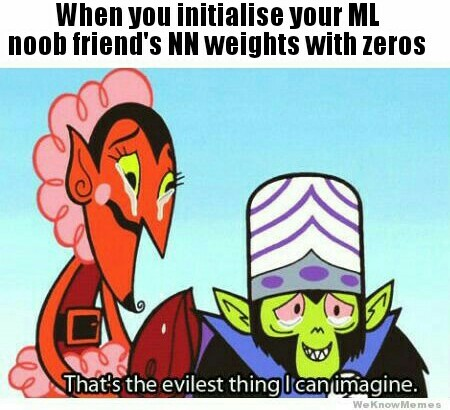 When you initialise your ML
noob friend's NN weights with zeros
That's the evilest thing I can imagine.
WeKnowMemes